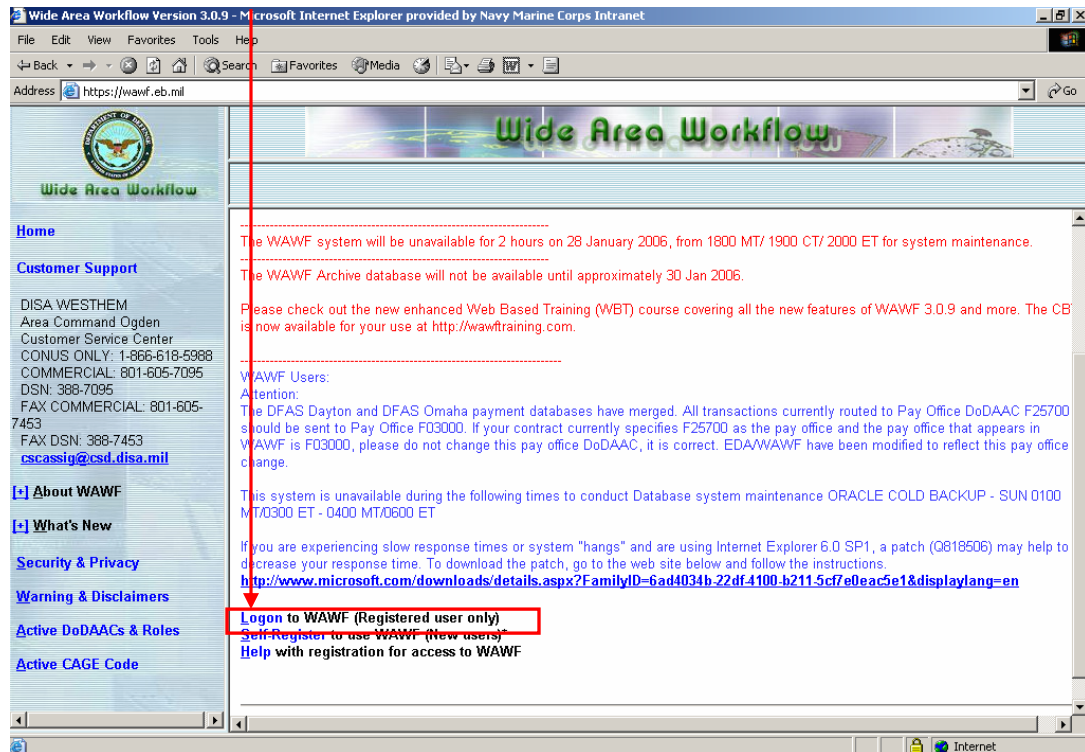 Wide Area Workflow Version 3.0.9 - Microsoft Internet Explorer provided by Navy Marine Corps Intranet
File Edit View Favorites Tools Help
Back Search Favorites Media
Address https://wawf.eb.mil Go
DEPARTMENT OF DEFENSE
UNITED STATES OF AMERICA
Wide Area Workflow
Wide Area Workflow
Home
Customer Support
DISA WESTHEM
Area Command Ogden
Customer Service Center
CONUS ONLY: 1-866-618-5988
COMMERCIAL: 801-605-7095
DSN: 388-7095
FAX COMMERCIAL: 801-605-
7453
FAX DSN: 388-7453
cscassig@csd.disa.mil
[+] About WAWF
[+] What's New
Security & Privacy
Warning & Disclaimers
Active DoDAACs & Roles
Active CAGE Code
--------------------------------------------------------------
The WAWF system will be unavailable for 2 hours on 28 January 2006, from 1800 MT/ 1900 CT/ 2000 ET for system maintenance.
--------------------------------------------------------------
The WAWF Archive database will not be available until approximately 30 Jan 2006.
Please check out the new enhanced Web Based Training (WBT) course covering all the new features of WAWF 3.0.9 and more. The CB
is now available for your use at http://wawftraining.com.
----------------------------------------------------------------
WAWF Users:
Attention:
The DFAS Dayton and DFAS Omaha payment databases have merged. All transactions currently routed to Pay Office DoDAAC F25700
should be sent to Pay Office F03000. If your contract currently specifies F25700 as the pay office and the pay office that appears in
WAWF is F03000, please do not change this pay office DoDAAC, it is correct. EDA/WAWF have been modified to reflect this pay office
change.
This system is unavailable during the following times to conduct Database system maintenance ORACLE COLD BACKUP - SUN 0100
MT/0300 ET - 0400 MT/0600 ET
If you are experiencing slow response times or system "hangs" and are using Internet Explorer 6.0 SP1, a patch (Q818506) may help to
decrease your response time. To download the patch, go to the web site below and follow the instructions.
http://www.microsoft.com/downloads/details.aspx?FamilyID=6ad4034b-22df-4100-b211-5cf7e0eac5e1&displaylang=en
Logon to WAWF (Registered user only)
Self-Register to use WAWF (New users)*
Help with registration for access to WAWF
Internet